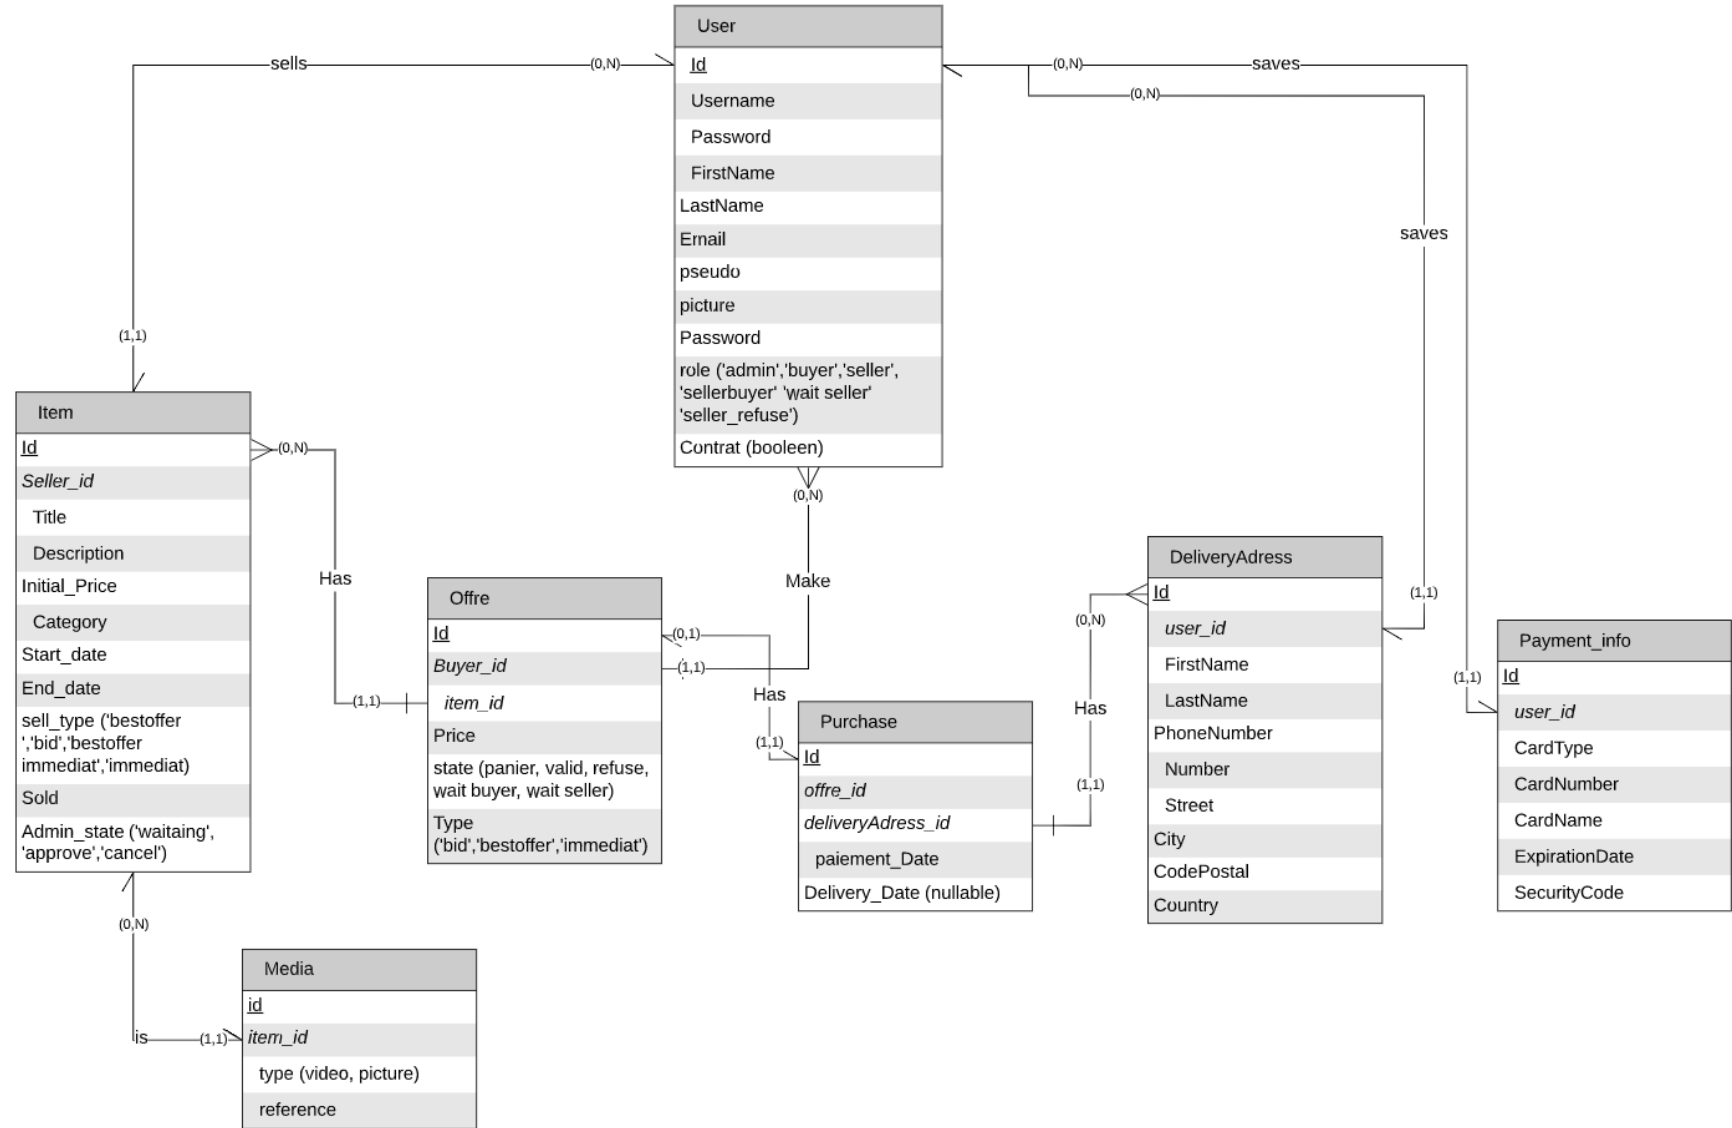 User
Id
Username
Password
FirstName
LastName
Email
pseudo
picture
Password
role ('admin','buyer','seller',
'sellerbuyer' 'wait seller'
'seller_refuse')
Contrat (booleen)
sells
(0,N)
(1,1)
(0,N)
saves
(0,N)
saves
(1,1)
(1,1)
Item
Id
Seller_id
Title
Description
Initial_Price
Category
Start_date
End_date
sell_type ('bestoffer
','bid','bestoffer
immediat','immediat)
Sold
Admin_state ('waitaing',
'approve','cancel')
(0,N)
Has
(1,1)
Offre
Id
Buyer_id
item_id
Price
state (panier, valid, refuse,
wait buyer, wait seller)
Type
('bid','bestoffer','immediat')
(0,N)
Make
(1,1)
(0,1)
Has
(1,1)
Purchase
Id
offre_id
deliveryAdress_id
paiement_Date
Delivery_Date (nullable)
(0,N)
Has
(1,1)
DeliveryAdress
Id
user_id
FirstName
LastName
PhoneNumber
Number
Street
City
CodePostal
Country
Payment_info
Id
user_id
CardType
CardNumber
CardName
ExpirationDate
SecurityCode
(0,N)
is
(1,1)
Media
id
item_id
type (video, picture)
reference